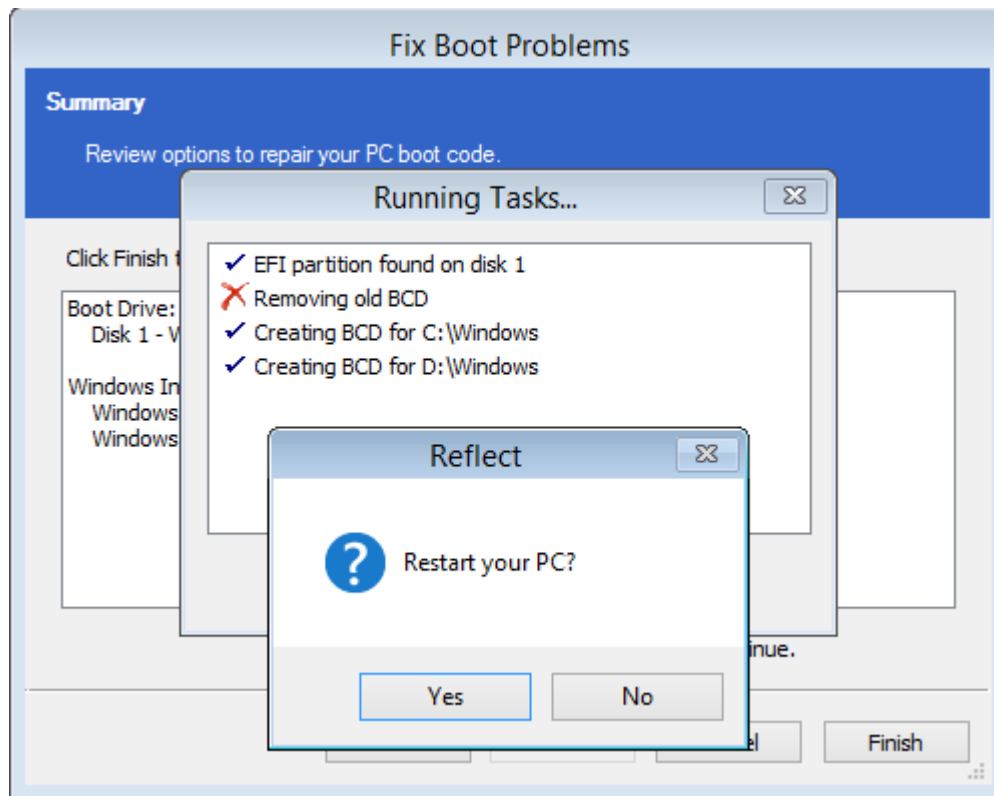 Fix Boot Problems
Summary
Review options to repair your PC boot code.
Running Tasks...
Click Finish
EFI partition found on disk 1
Removing old BCD
Creating BCD for C:\Windows
Creating BCD for D:\Windows
Boot Drive:
Disk 1 -
Windows
Windows
Windows
Reflect
Restart your PC?
Yes
No
Finish